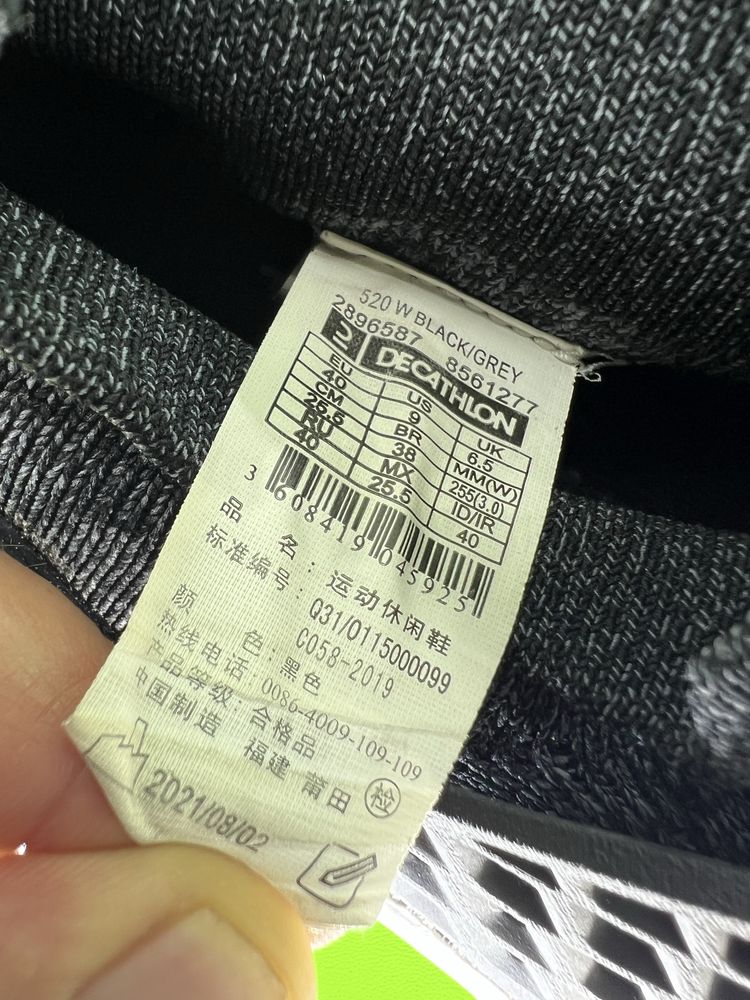 520 W BLACK/GREY
2896587 8561277
DECATHLON
EU US UK
40 9 6.5
CM BR MM(W)
25.5 38 255(3.0)
RU MX ID/IR
40 25.5 40
3 608419 045925
品 名: 运动休闲鞋
标准编号: Q31/0115000099
C058-2019
颜 色: 黑色
热线电话: 0086-4009-109-109
产品等级: 合格品
中国制造 福建 莆田 检
2021/08/02